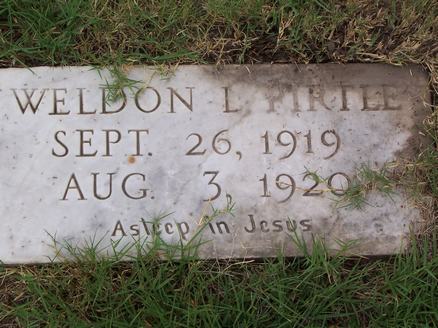 WELDON L. PIRTLE
SEPT. 26, 1919
AUG. 3, 1920
Asleep in Jesus